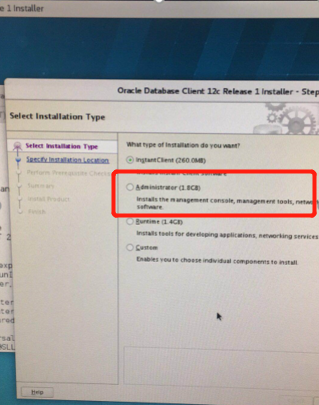 e 1 Installer
Oracle Database Client 12c Release 1 Installer - Step
Select Installation Type
Select Installation Type
What type of installation do you want?
Specify Installation Location
InstantClient (260.0MB)
Perform Prerequisite Checks
Administrator (1.8GB)
Summary
Installs the management console, management tools, netw
software.
Install Product
Finish
Runtime (1.4GB)
Installs tools for developing applications, networking services
Custom
Enables you to choose individual components to install.
Help